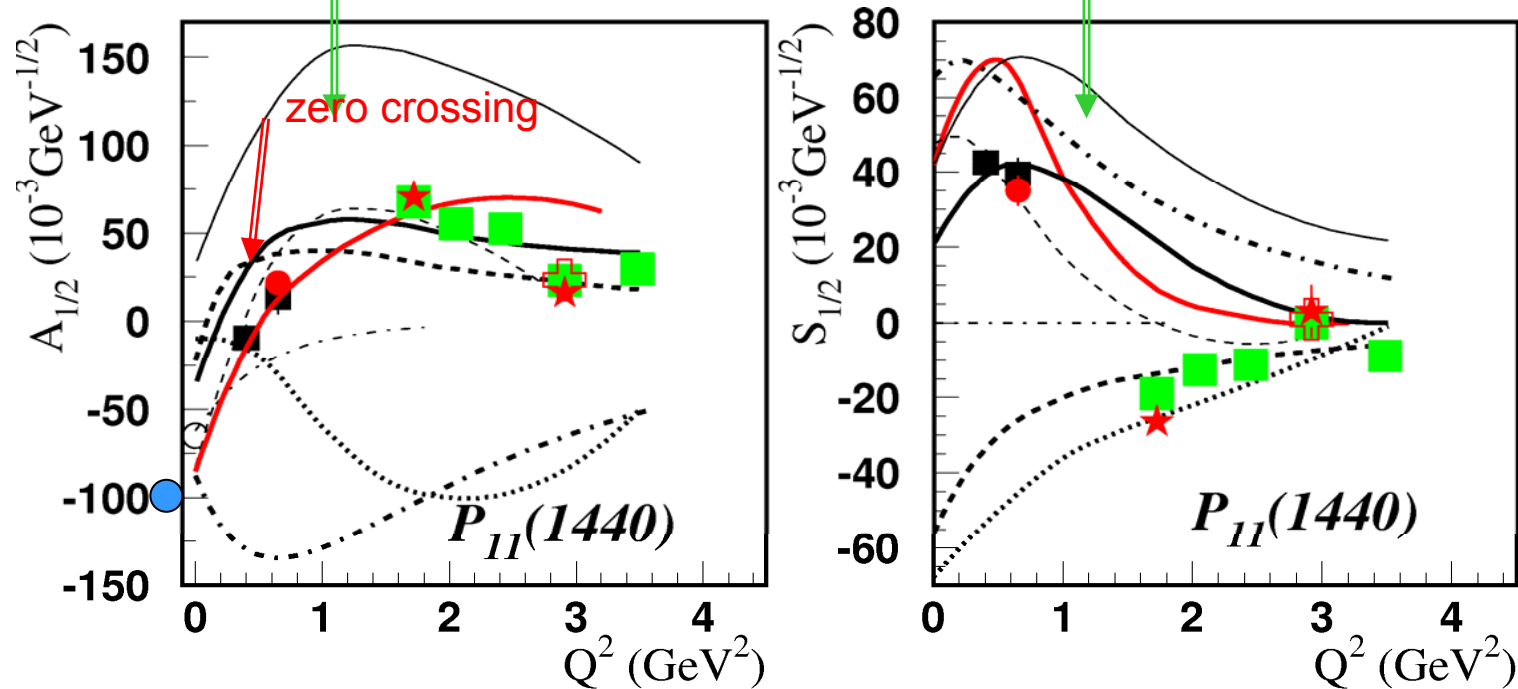 A1/2 (10-3GeV-1/2)
150
100
50
0
-50
-100
-150
zero crossing
P11(1440)
0 1 2 3 4
Q2 (GeV2)
S1/2 (10-3GeV-1/2)
80
60
40
20
0
-20
-40
-60
P11(1440)
0 1 2 3 4
Q2 (GeV2)